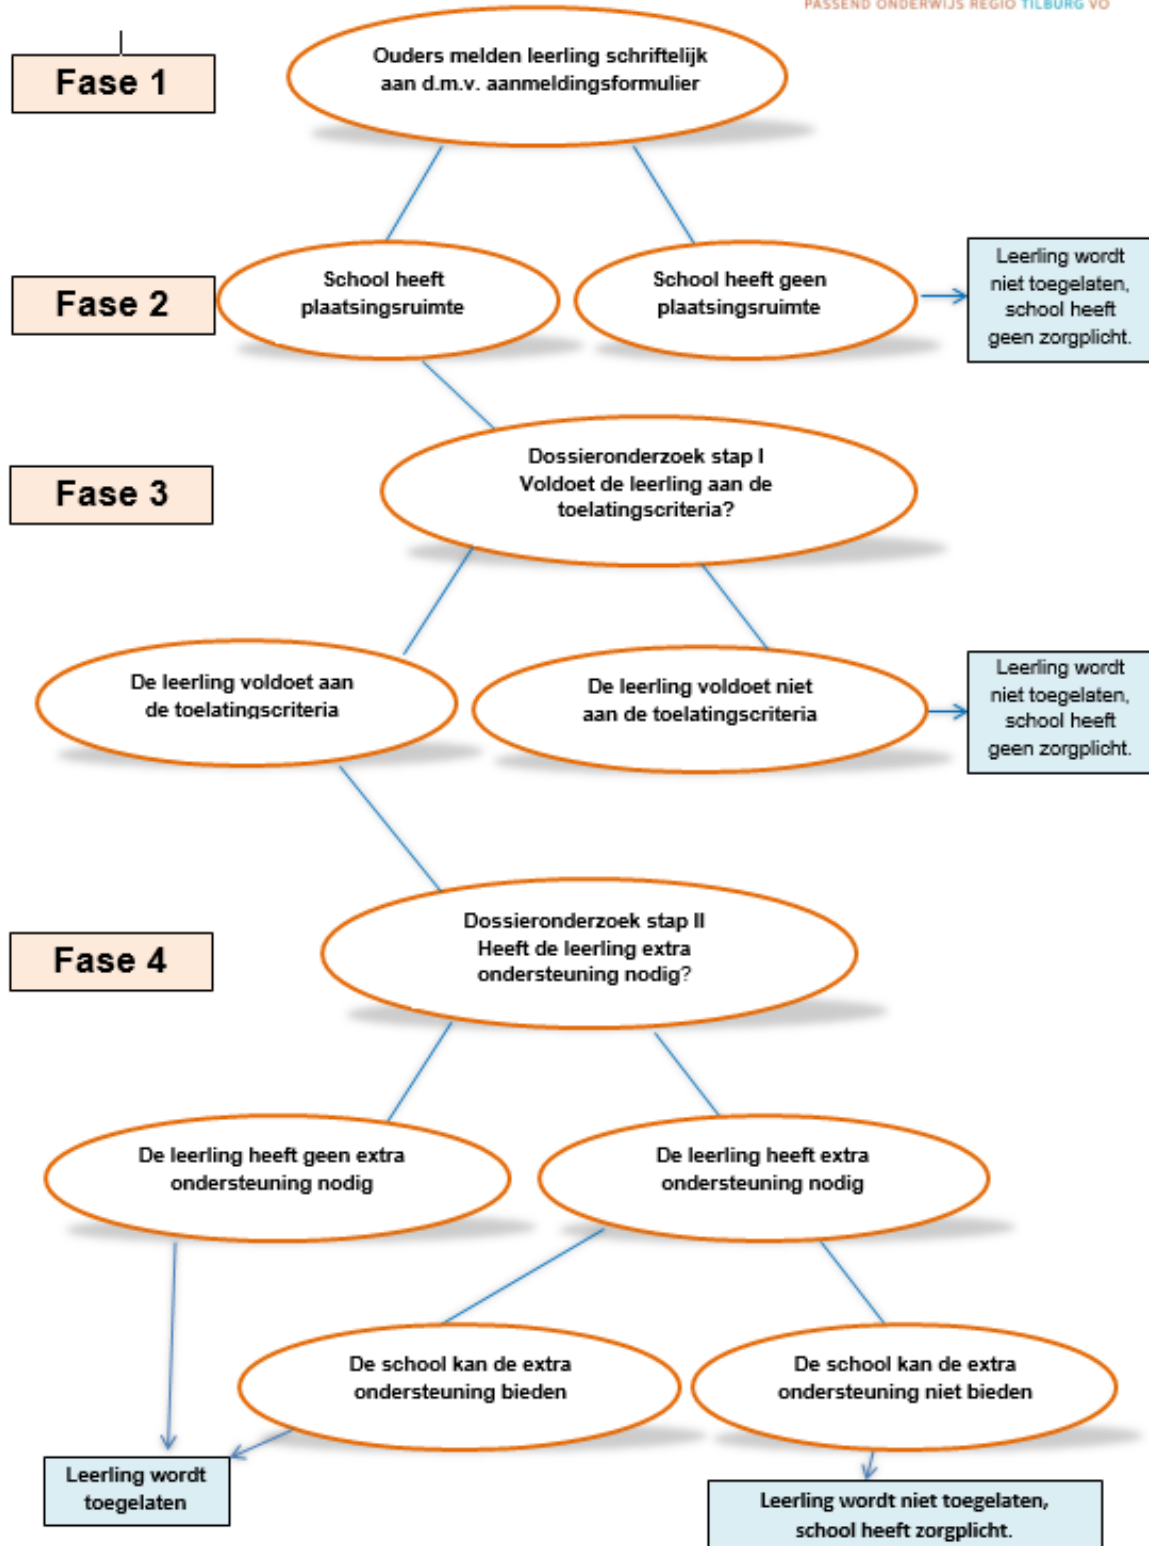 PASSEND ONDERWIJS REGIO TILBURG VO
Fase 1
Ouders melden leerling schriftelijk
aan d.m.v. aanmeldingsformulier
Fase 2
School heeft
plaatsingsruimte
School heeft geen
plaatsingsruimte
Leerling wordt
niet toegelaten,
school heeft
geen zorgplicht.
Fase 3
Dossieronderzoek stap I
Voldoet de leerling aan de
toelatingscriteria?
De leerling voldoet aan
de toelatingscriteria
De leerling voldoet niet
aan de toelatingscriteria
Leerling wordt
niet toegelaten,
school heeft
geen zorgplicht.
Fase 4
Dossieronderzoek stap II
Heeft de leerling extra
ondersteuning nodig?
De leerling heeft geen extra
ondersteuning nodig
De leerling heeft extra
ondersteuning nodig
De school kan de extra
ondersteuning bieden
De school kan de extra
ondersteuning niet bieden
Leerling wordt
toegelaten
Leerling wordt niet toegelaten,
school heeft zorgplicht.